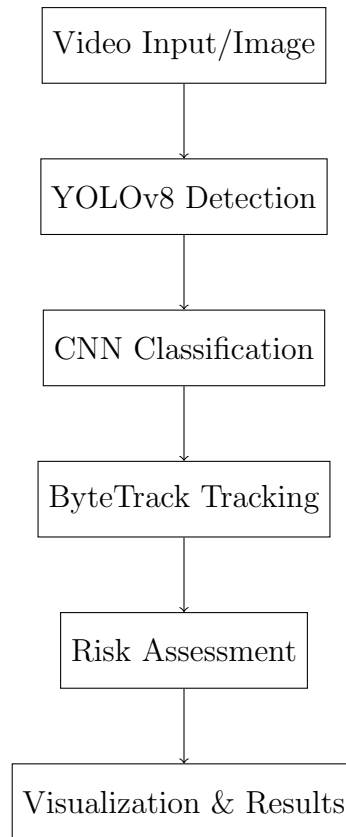 Video Input/Image
YOLOv8 Detection
CNN Classification
ByteTrack Tracking
Risk Assessment
Visualization & Results